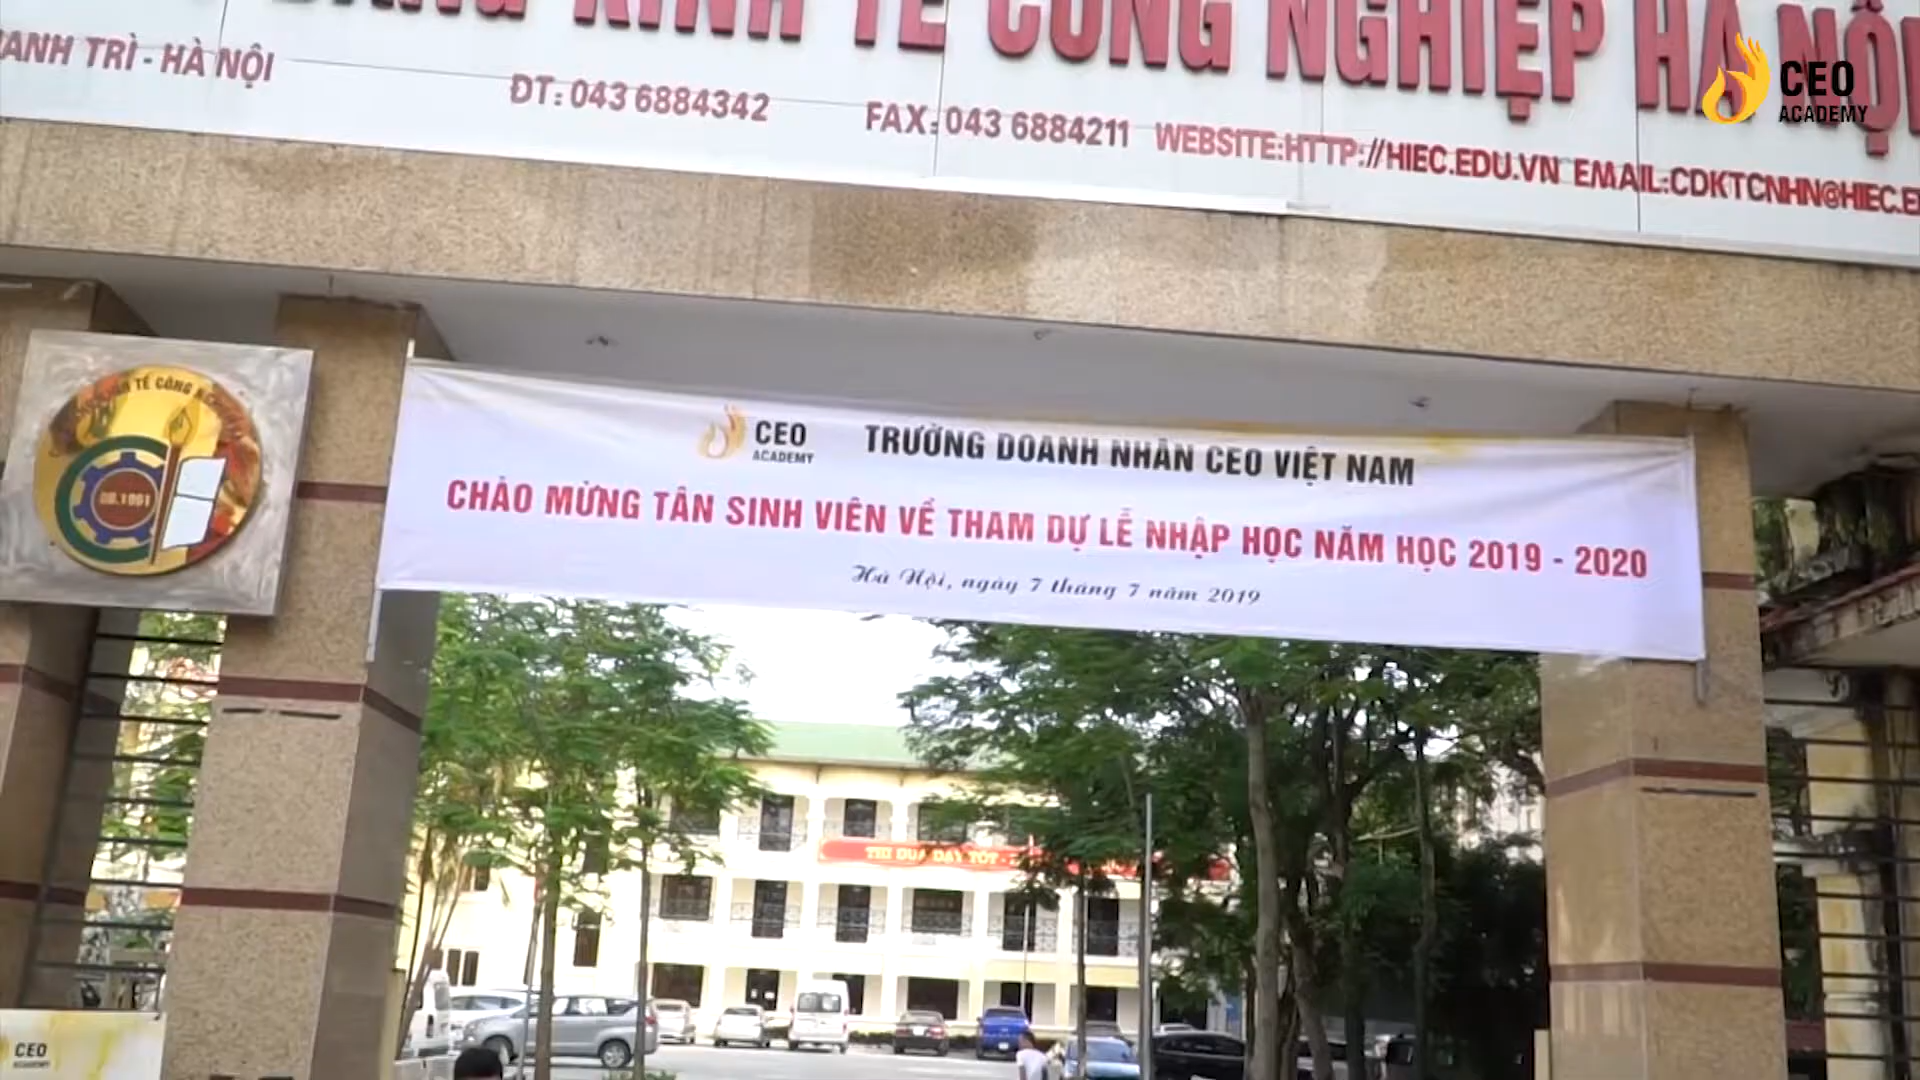 KINH TẾ CÔNG NGHIỆP HÀ NỘI
TRÌ - HÀ NỘI
ĐT: 043 6884342
FAX: 043 6884211
WEBSITE:HTTP://HIEC.EDU.VN
EMAIL:CDKTCNHN@HIEC.E
CEO
ACADEMY
TẾ CÔNG
CEO
ACADEMY
TRƯỜNG DOANH NHÂN CEO VIỆT NAM
CHÀO MỪNG TÂN SINH VIÊN VỀ THAM DỰ LỄ NHẬP HỌC NĂM HỌC 2019 - 2020
Hà Nội, ngày 7 tháng 7 năm 2019
THI ĐUA DẠY TỐT -
CEO
ACADEMY